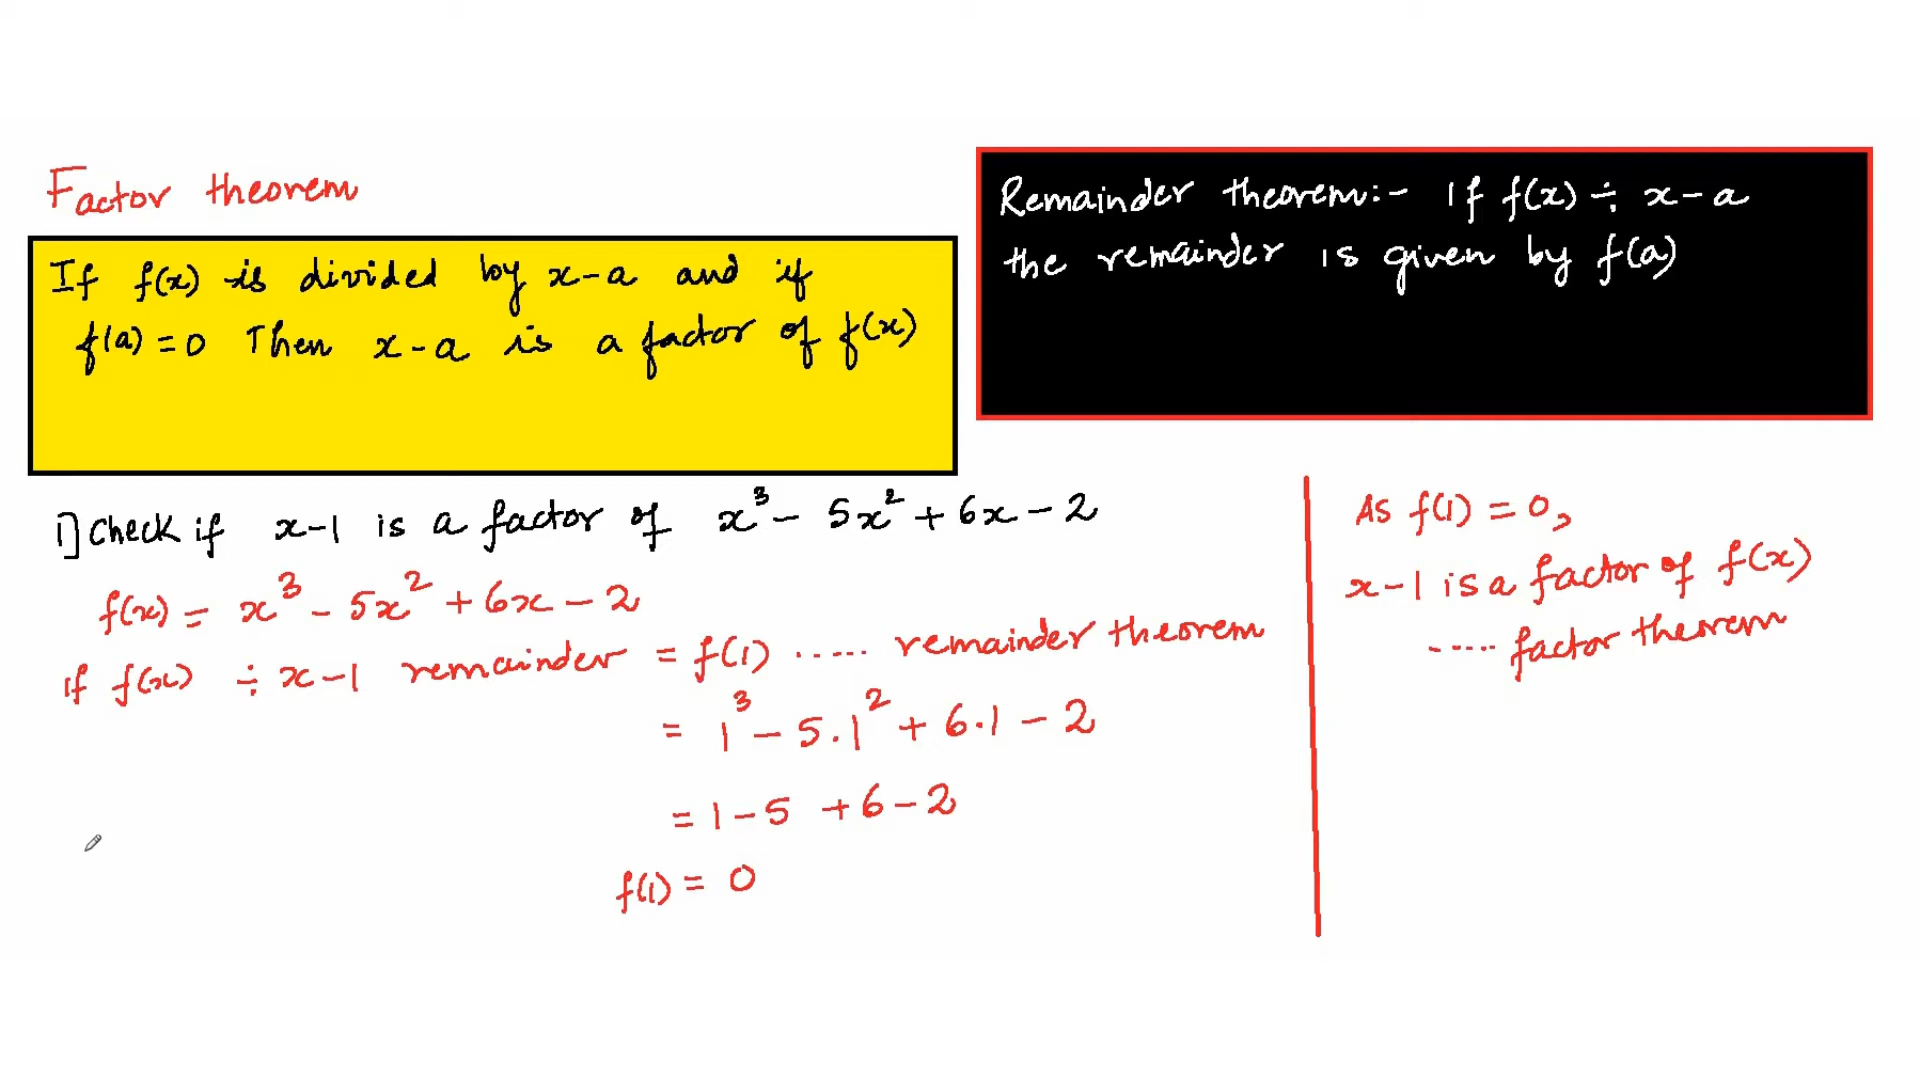 Factor theorem
If f(x) is divided by x-a and if
f(a) = 0 Then x-a is a factor of f(x)
Remainder theorem:- If f(x) ÷ x-a
the remainder is given by f(a)
1] Check if x-1 is a factor of x³ - 5x² + 6x - 2
f(x) = x³ - 5x² + 6x - 2
if f(x) ÷ x-1 remainder = f(1) ..... remainder theorem
= 1³ - 5.1² + 6.1 - 2
= 1 - 5 + 6 - 2
f(1) = 0
As f(1) = 0,
x-1 is a factor of f(x)
..... factor theorem